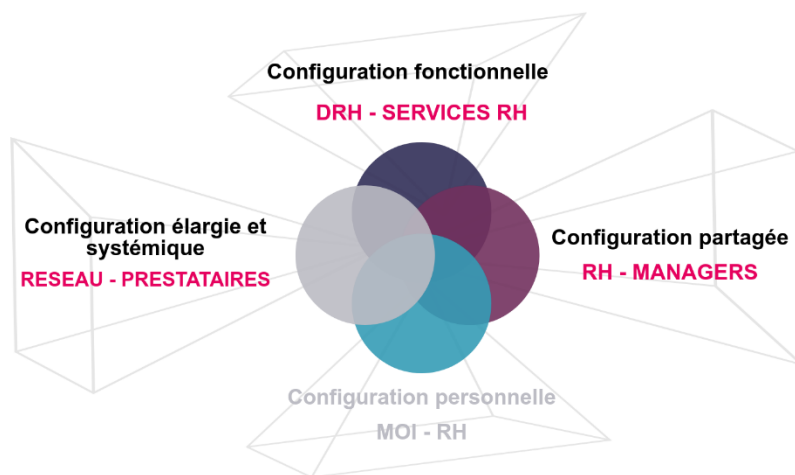 Configuration fonctionnelle
DRH - SERVICES RH
Configuration élargie et
systémique
RESEAU - PRESTATAIRES
Configuration partagée
RH - MANAGERS
Configuration personnelle
MOI - RH